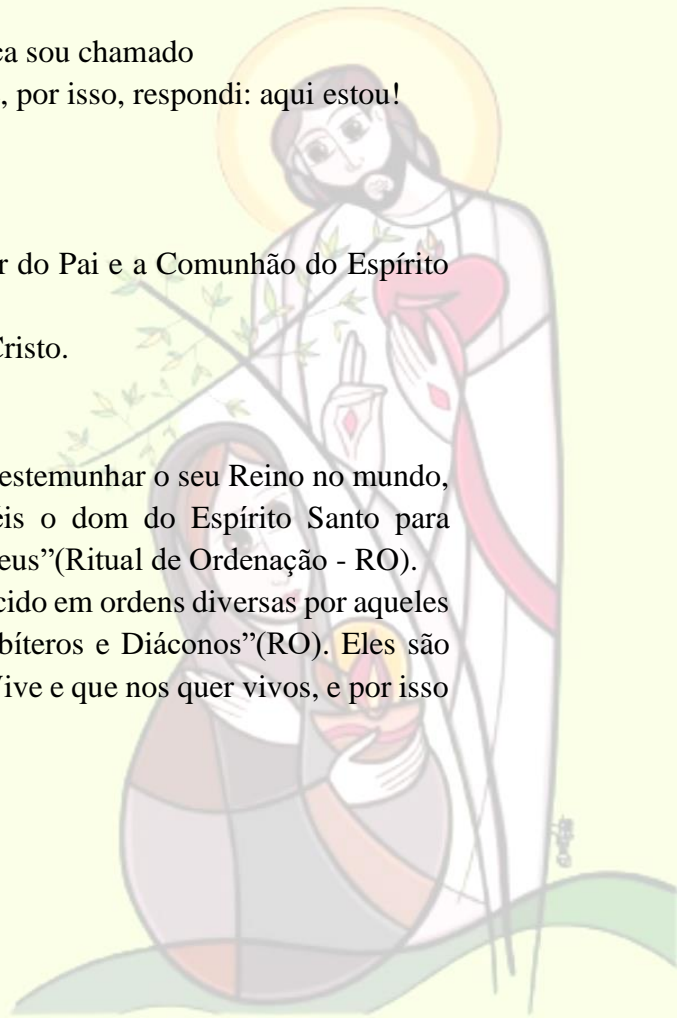 ca sou chamado
, por isso, respondi: aqui estou!
r do Pai e a Comunhão do Espírito
Cristo.
estemunhar o seu Reino no mundo,
éis o dom do Espírito Santo para
eus”(Ritual de Ordenação - RO).
cido em ordens diversas por aqueles
bíteros e Diáconos”(RO). Eles são
Vive e que nos quer vivos, e por isso